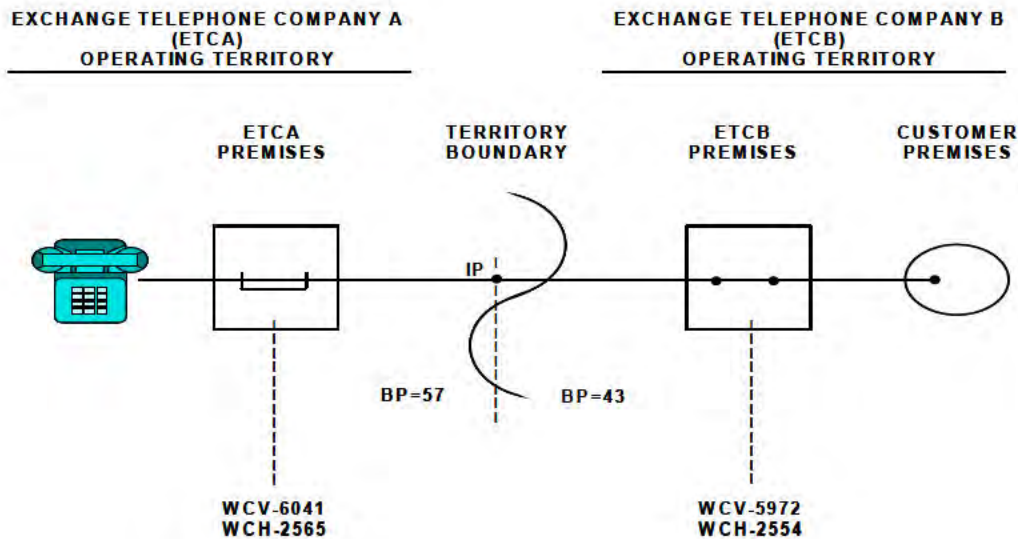 EXCHANGE TELEPHONE COMPANY A
(ETCA)
OPERATING TERRITORY
EXCHANGE TELEPHONE COMPANY B
(ETCB)
OPERATING TERRITORY
ETCA
PREMISES
TERRITORY
BOUNDARY
ETCB
PREMISES
CUSTOMER
PREMISES
IP
BP=57
BP=43
WCV-6041
WCH-2565
WCV-5972
WCH-2554